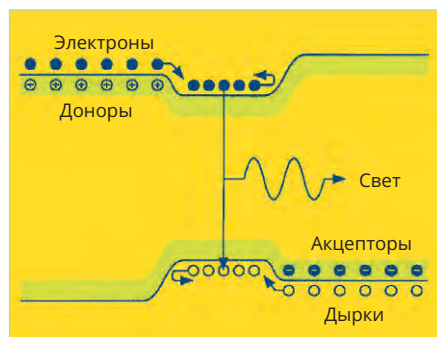 Электроны
Доноры
Свет
Акцепторы
Дырки